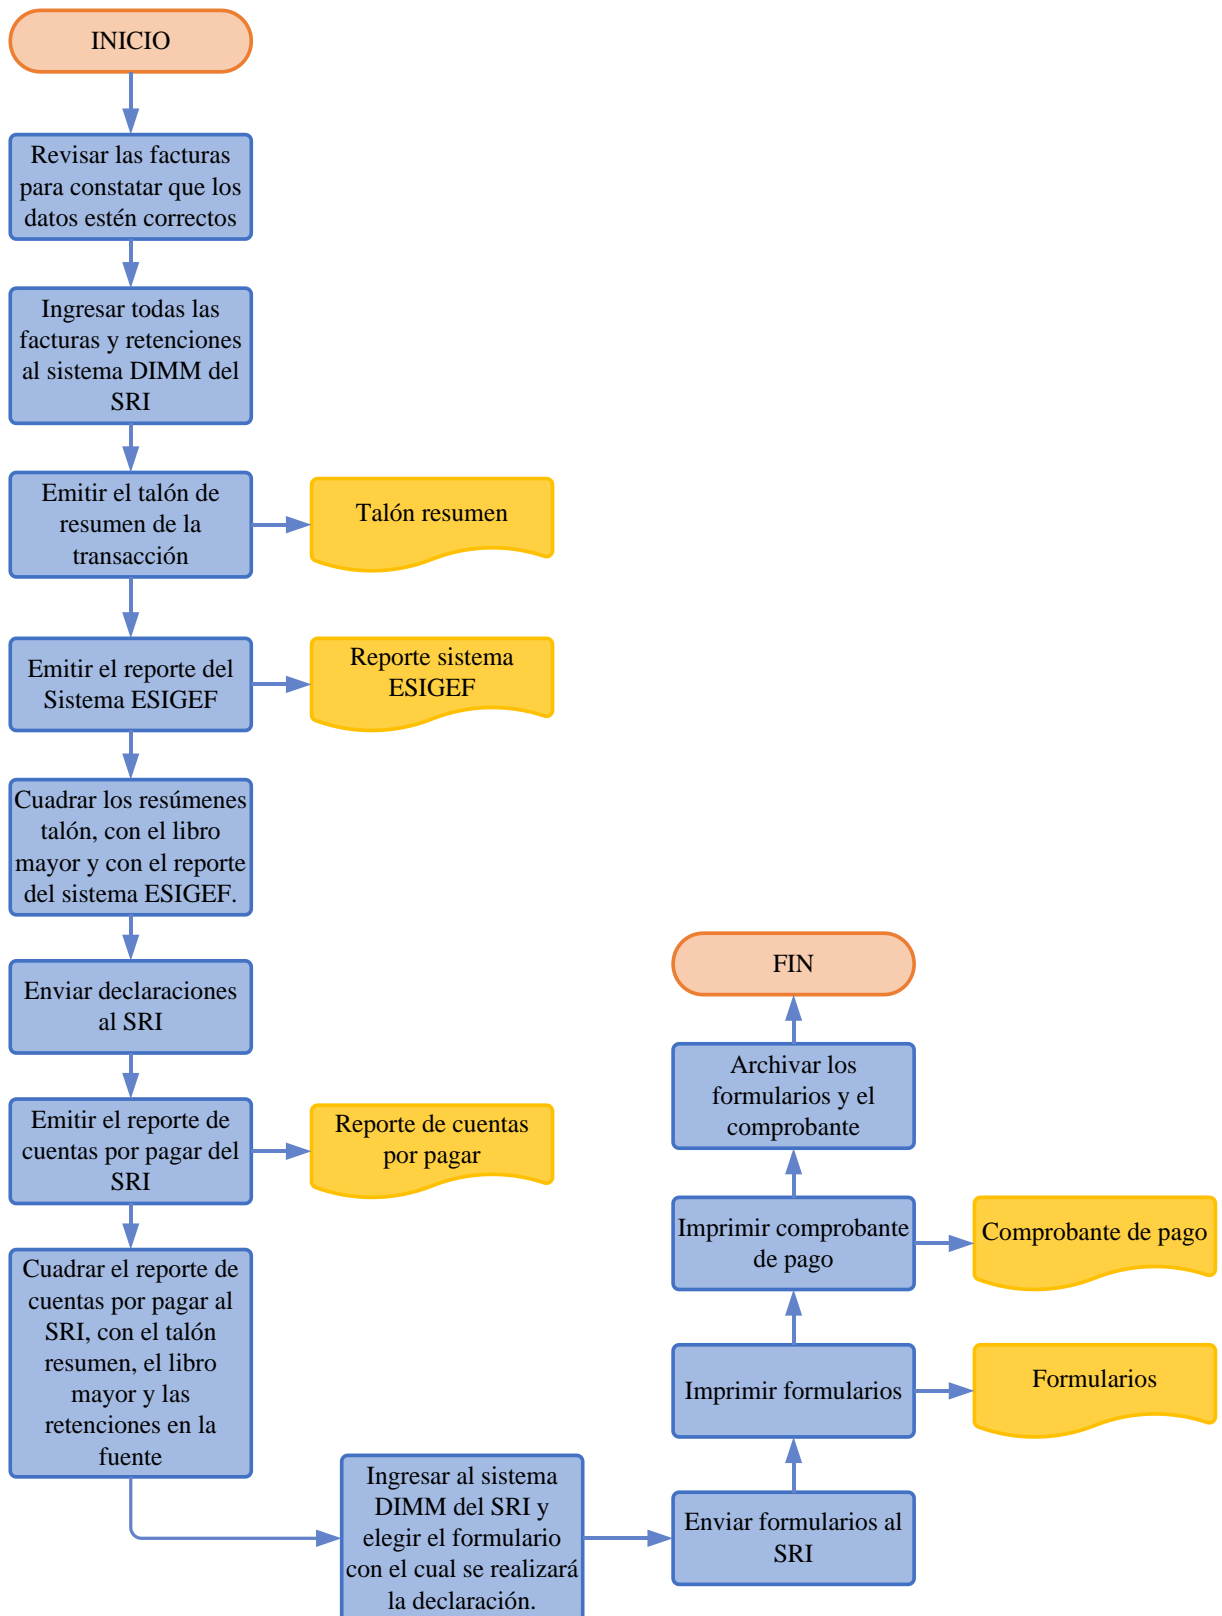 INICIO
Revisar las facturas
para constatar que los
datos estén correctos
Ingresar todas las
facturas y retenciones
al sistema DIMM del
SRI
Emitir el talón de
resumen de la
transacción
Talón resumen
Emitir el reporte del
Sistema ESIGEF
Reporte sistema
ESIGEF
Cuadrar los resúmenes
talón, con el libro
mayor y con el reporte
del sistema ESIGEF.
Enviar declaraciones
al SRI
Emitir el reporte de
cuentas por pagar del
SRI
Reporte de cuentas
por pagar
Cuadrar el reporte de
cuentas por pagar al
SRI, con el talón
resumen, el libro
mayor y las
retenciones en la
fuente
Ingresar al sistema
DIMM del SRI y
elegir el formulario
con el cual se realizará
la declaración.
Enviar formularios al
SRI
Imprimir formularios
Formularios
Imprimir comprobante
de pago
Comprobante de pago
Archivar los
formularios y el
comprobante
FIN